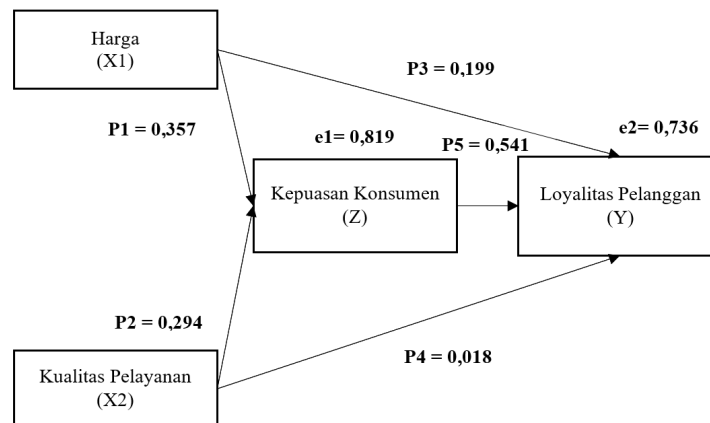 Harga
(X1)
P3 = 0,199
P1 = 0,357
e1= 0,819
e2= 0,736
P5 = 0,541
Kepuasan Konsumen
(Z)
Loyalitas Pelanggan
(Y)
P2 = 0,294
P4 = 0,018
Kualitas Pelayanan
(X2)